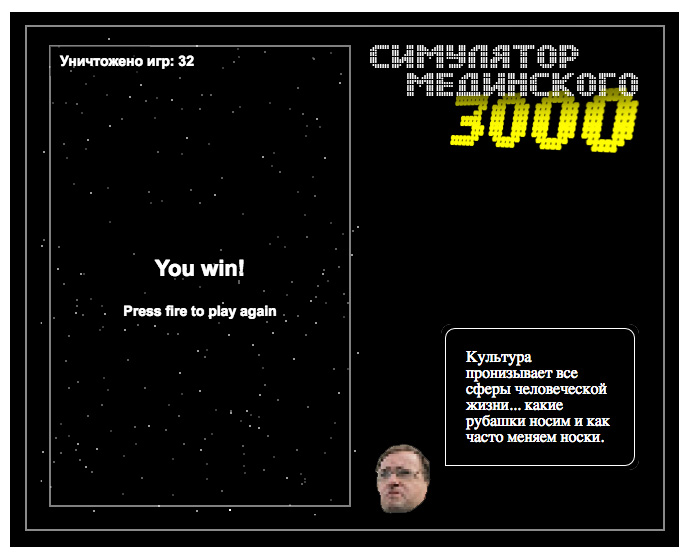 Уничтожено игр: 32
СИМУЛЯТОР
МЕДИНСКОГО
3000
You win!
Press fire to play again
Культура
пронизывает все
сферы человеческой
жизни... какие
рубашки носим и как
часто меняем носки.